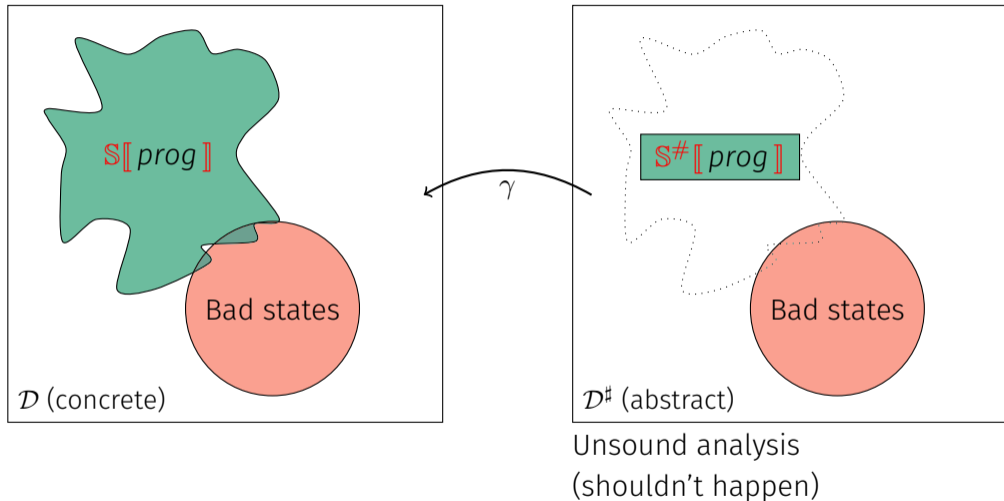 𝕊⟦prog⟧
𝕊#⟦prog⟧
γ
Bad states
Bad states
𝒟 (concrete)
𝒟♯ (abstract)
Unsound analysis
(shouldn't happen)